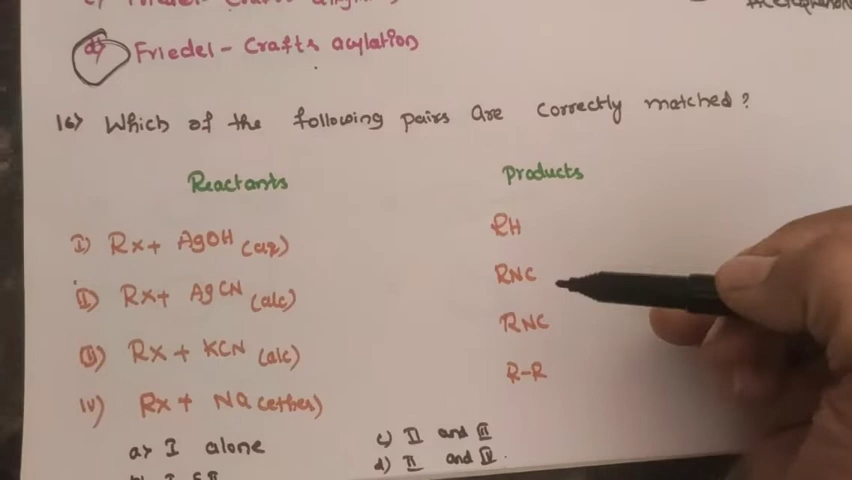 Friedel - Crafts
d) Friedel - Crafts acylation
16) Which of the following pairs are correctly matched?
Reactants Products
I) Rx + AgOH (aq) RH
II) Rx + AgCN (alc) RNC
III) Rx + KCN (alc) RNC
IV) Rx + Na (ether) R-R
a) I alone c) II and III
d) II and IV.